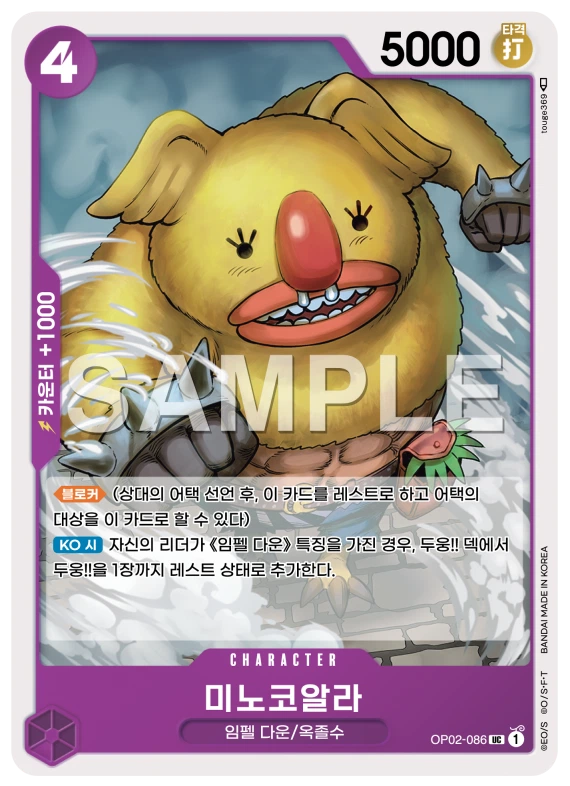 4
5000
타격
打
touge369
⚡카운터 +1000
SAMPLE
블로커 (상대의 어택 선언 후, 이 카드를 레스트로 하고 어택의
대상을 이 카드로 할 수 있다)
KO 시 자신의 리더가 《임펠 다운》 특징을 가진 경우, 두웅!! 덱에서
두웅!!을 1장까지 레스트 상태로 추가한다.
CHARACTER
미노코알라
임펠 다운/옥졸수
OP02-086 UC 1
©EO/S ©O/S·F·T BANDAI MADE IN KOREA